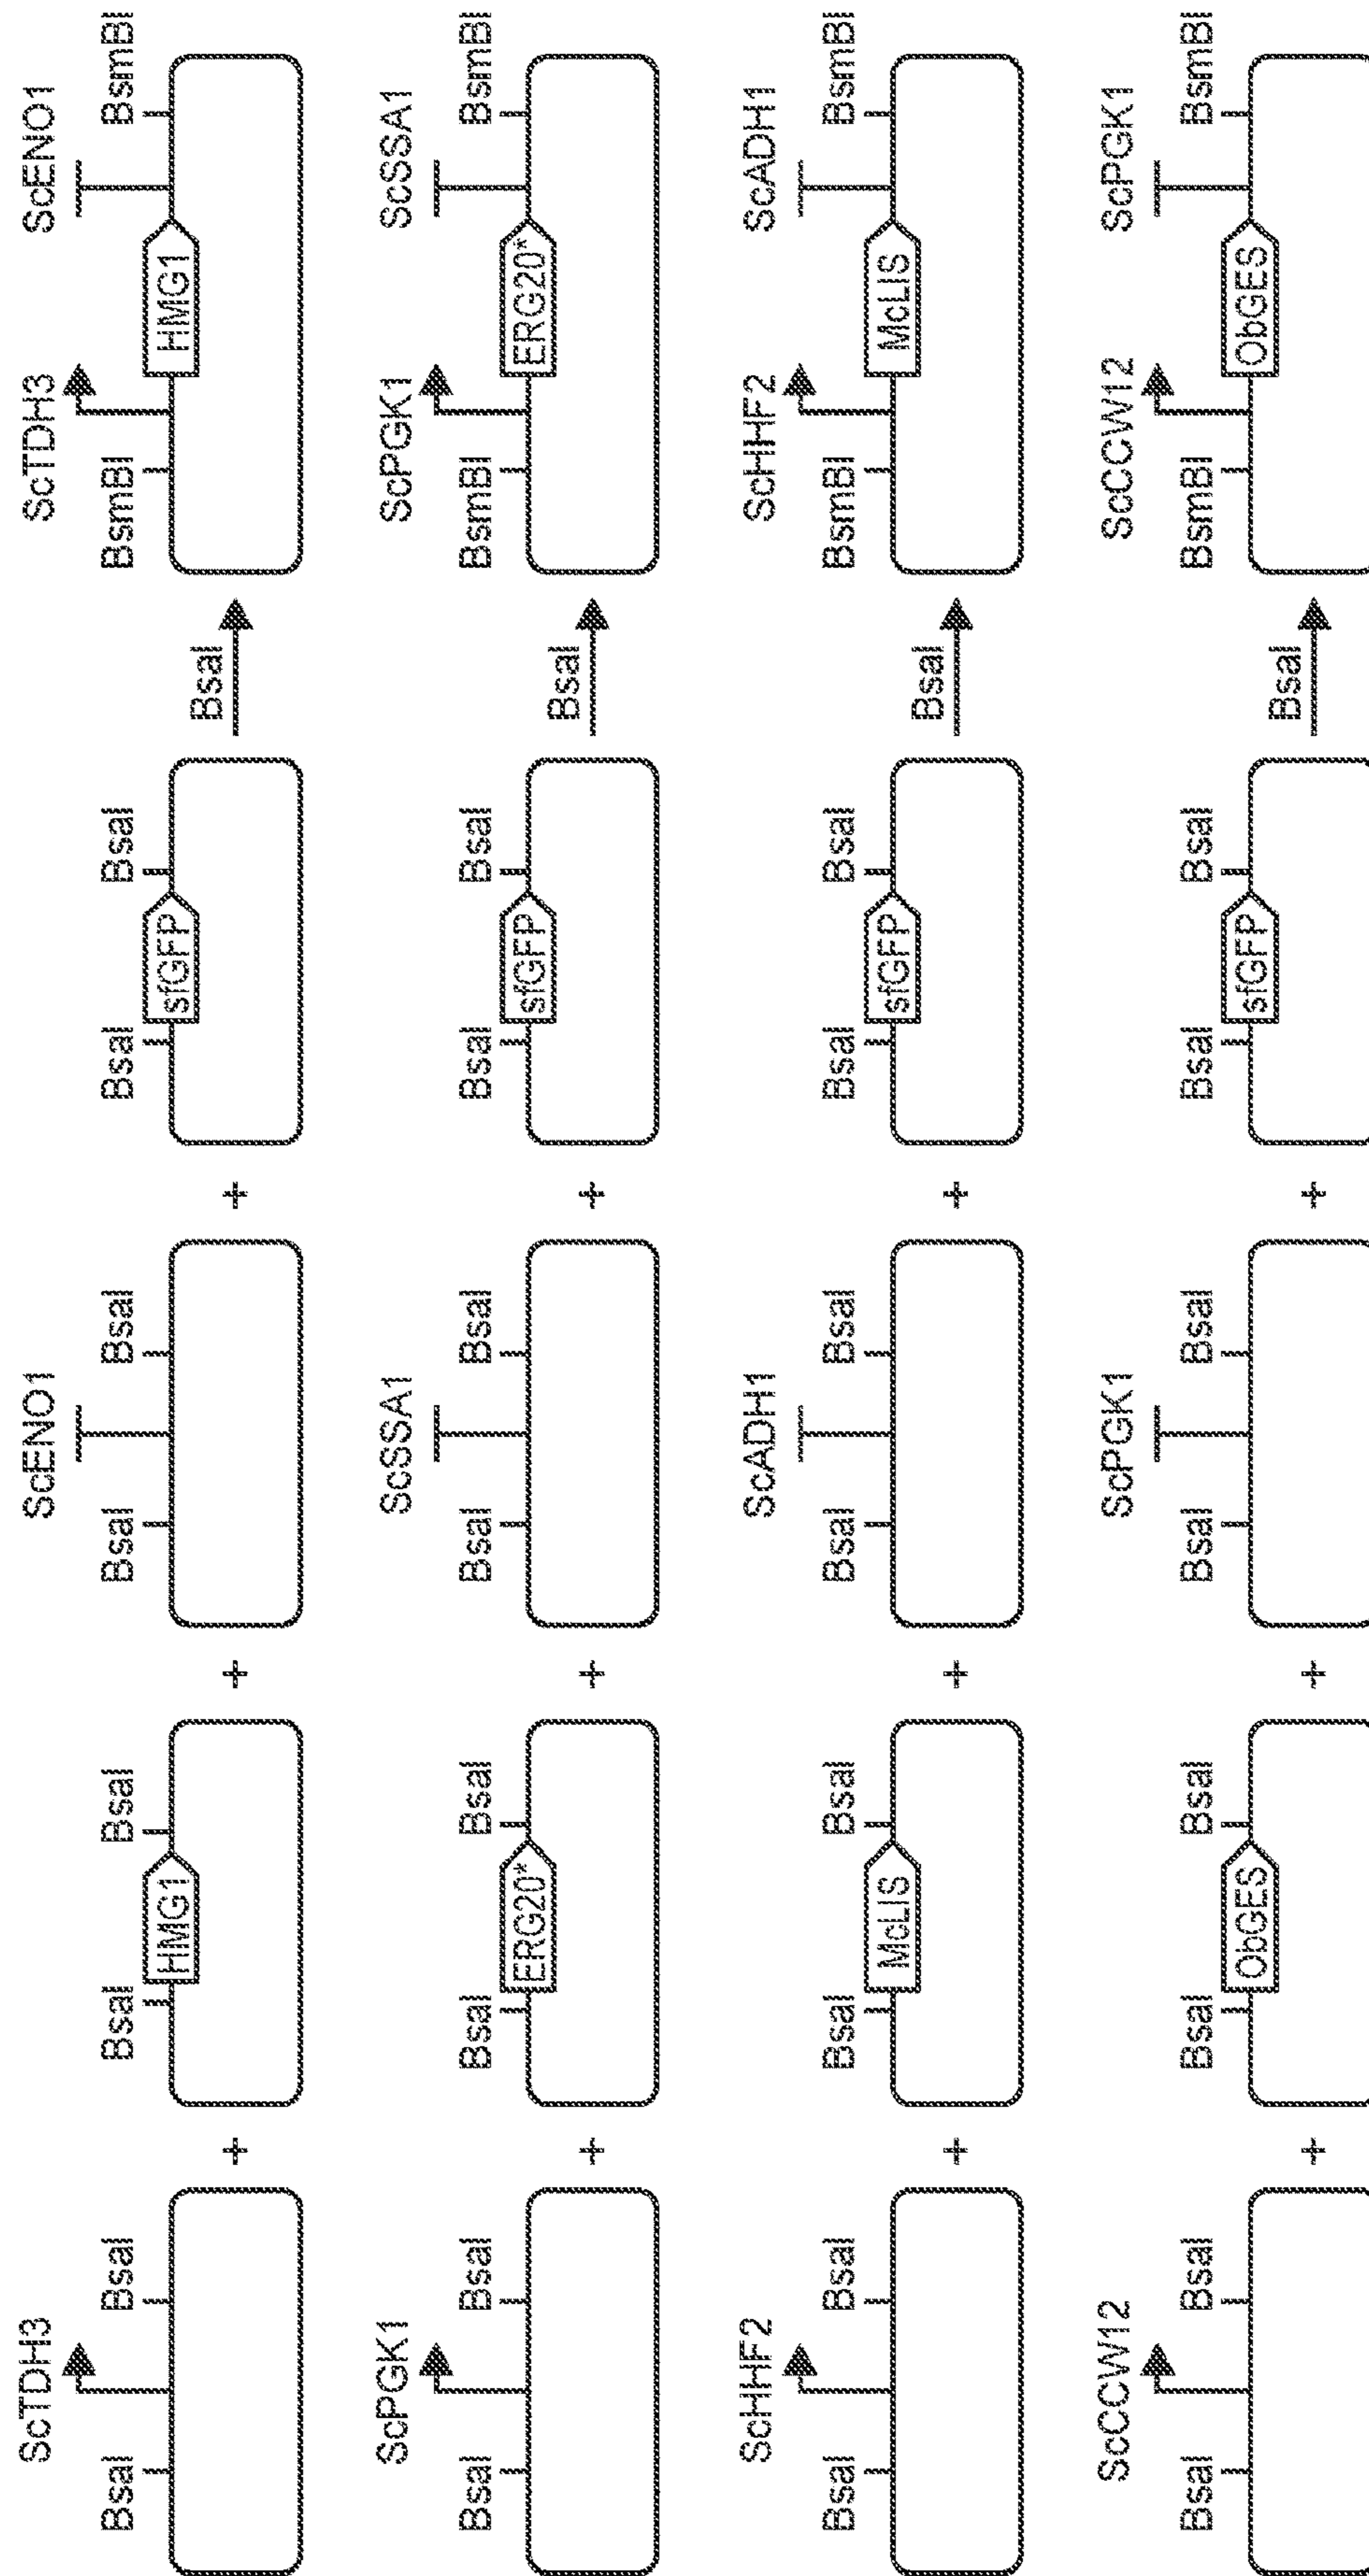 ScTDH3 ScENO1 ScTDH3 ScENO1
BsaI BsaI BsaI BsaI BsaI BsaI BsaI BsaI BsmBI BsmBI
HMG1 sfGFP HMG1
+ + + BsaI
ScPGK1 ScSSA1 ScPGK1 ScSSA1
BsaI BsaI BsaI BsaI BsaI BsaI BsaI BsaI BsmBI BsmBI
ERG20* sfGFP ERG20*
+ + + BsaI
ScHHF2 ScADH1 ScHHF2 ScADH1
BsaI BsaI BsaI BsaI BsaI BsaI BsaI BsaI BsmBI BsmBI
McLIS sfGFP McLIS
+ + + BsaI
ScCCW12 ScPGK1 ScCCW12 ScPGK1
BsaI BsaI BsaI BsaI BsaI BsaI BsaI BsaI BsmBI BsmBI
ObGES sfGFP ObGES
+ + + BsaI